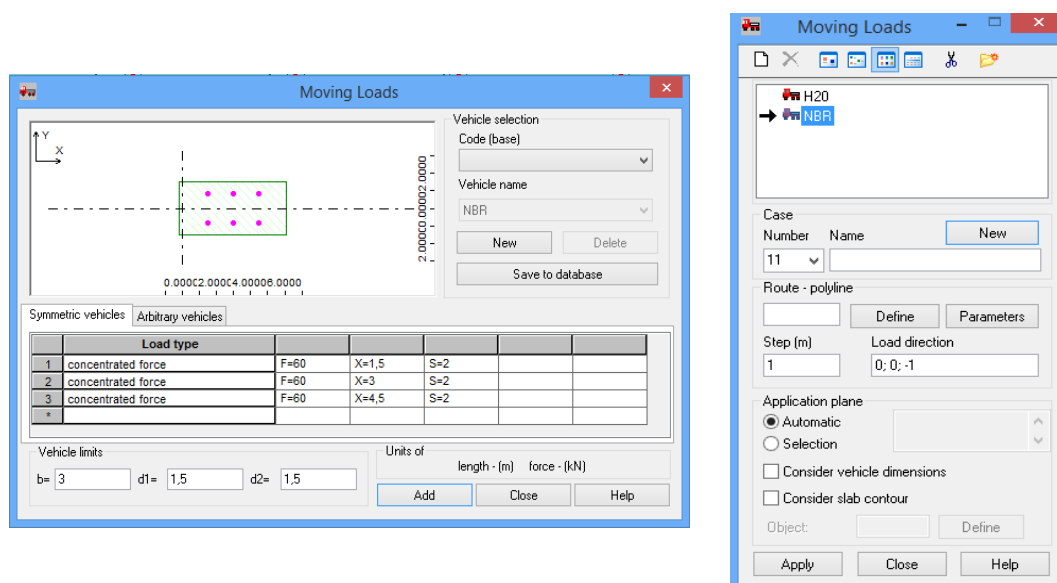 Moving Loads
Y
X
2.0000 0.0000 2.0000
0.0000 2.0000 4.0000 6.0000
Vehicle selection
Code (base)
Vehicle name
NBR
New Delete
Save to database
Symmetric vehicles Arbitrary vehicles
Load type
1 concentrated force F=60 X=1,5 S=2
2 concentrated force F=60 X=3 S=2
3 concentrated force F=60 X=4,5 S=2
*
Vehicle limits
b= 3 d1= 1,5 d2= 1,5
Units of
length - (m) force - (kN)
Add Close Help
Moving Loads
H20
NBR
Case
Number Name New
11
Route - polyline
Define Parameters
Step (m) Load direction
1 0; 0; -1
Application plane
Automatic
Selection
Consider vehicle dimensions
Consider slab contour
Object: Define
Apply Close Help